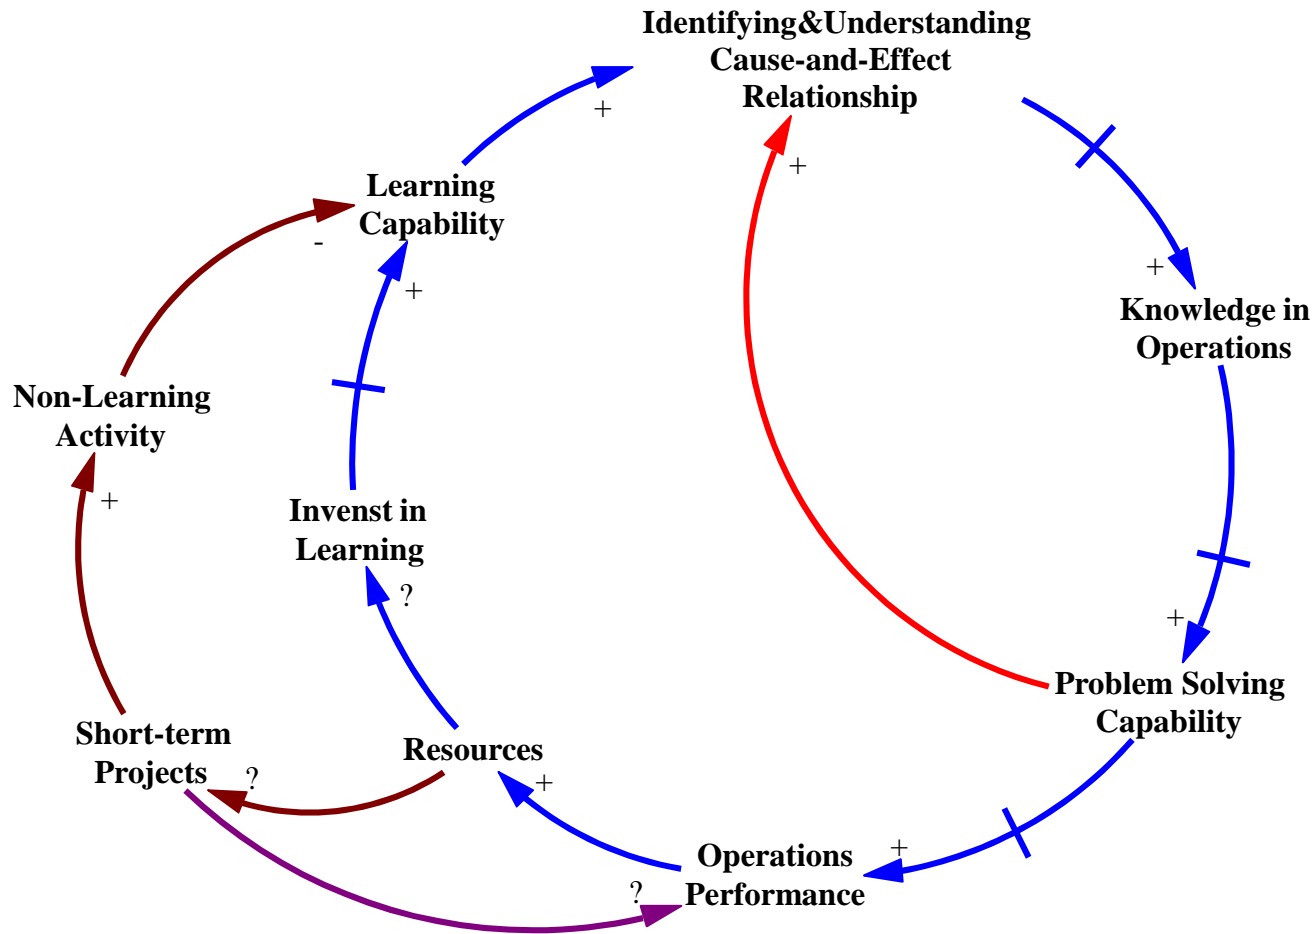 Identifying&Understanding
Cause-and-Effect
Relationship
+
+
Learning
Capability
-
+
+
Knowledge in
Operations
Non-Learning
Activity
+
Invenst in
Learning
?
+
Problem Solving
Capability
Short-term
Projects
?
Resources
+
+
Operations
Performance
?